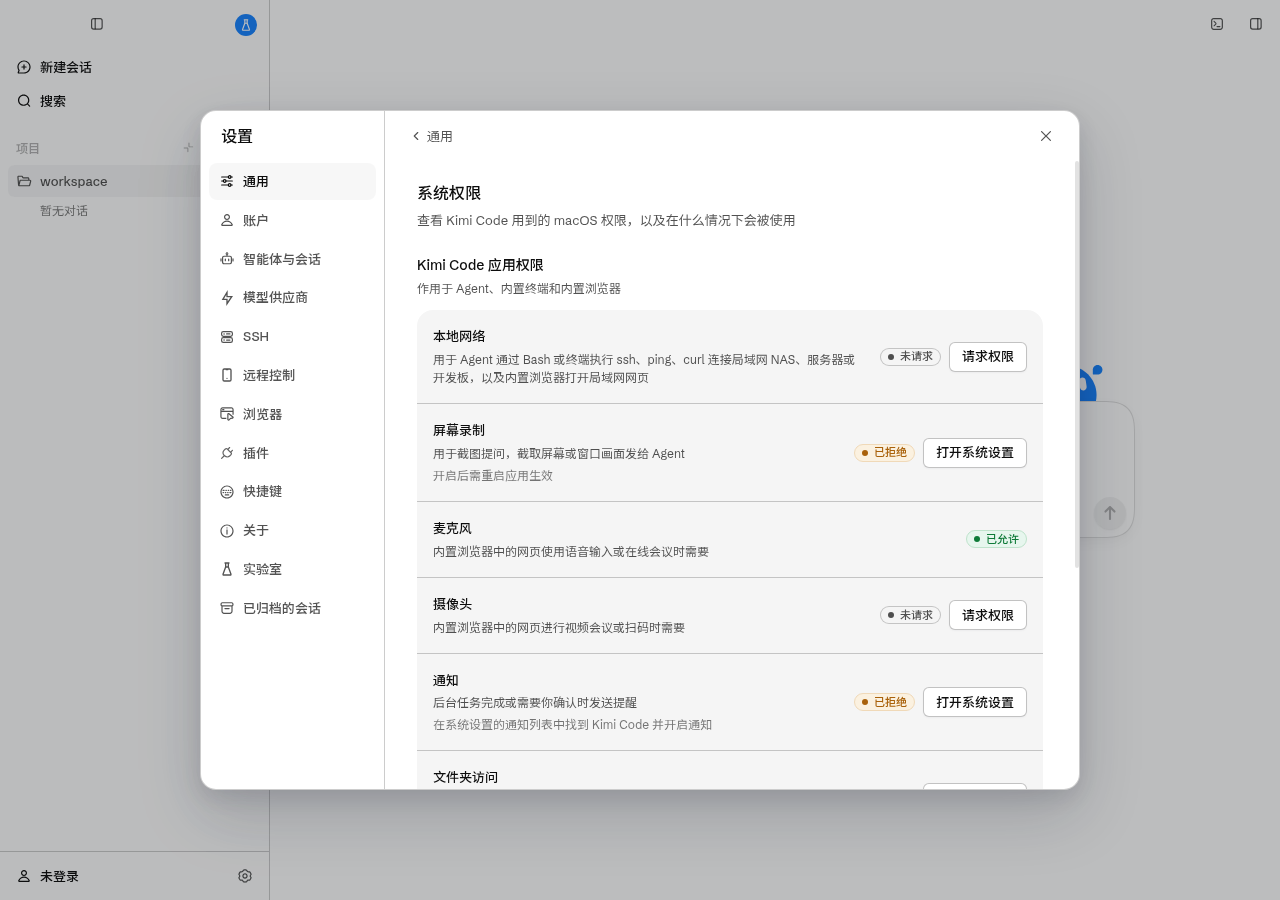 新建会话
搜索
项目
workspace
暂无对话
未登录
设置
通用
账户
智能体与会话
模型供应商
SSH
远程控制
浏览器
插件
快捷键
关于
实验室
已归档的会话
通用
系统权限
查看 Kimi Code 用到的 macOS 权限，以及在什么情况下会被使用
Kimi Code 应用权限
作用于 Agent、内置终端和内置浏览器
本地网络
用于 Agent 通过 Bash 或终端执行 ssh、ping、curl 连接局域网 NAS、服务器或
开发板，以及内置浏览器打开局域网网页
未请求
请求权限
屏幕录制
用于截图提问，截取屏幕或窗口画面发给 Agent
开启后需重启应用生效
已拒绝
打开系统设置
麦克风
内置浏览器中的网页使用语音输入或在线会议时需要
已允许
摄像头
内置浏览器中的网页进行视频会议或扫码时需要
未请求
请求权限
通知
后台任务完成或需要你确认时发送提醒
在系统设置的通知列表中找到 Kimi Code 并开启通知
已拒绝
打开系统设置
文件夹访问